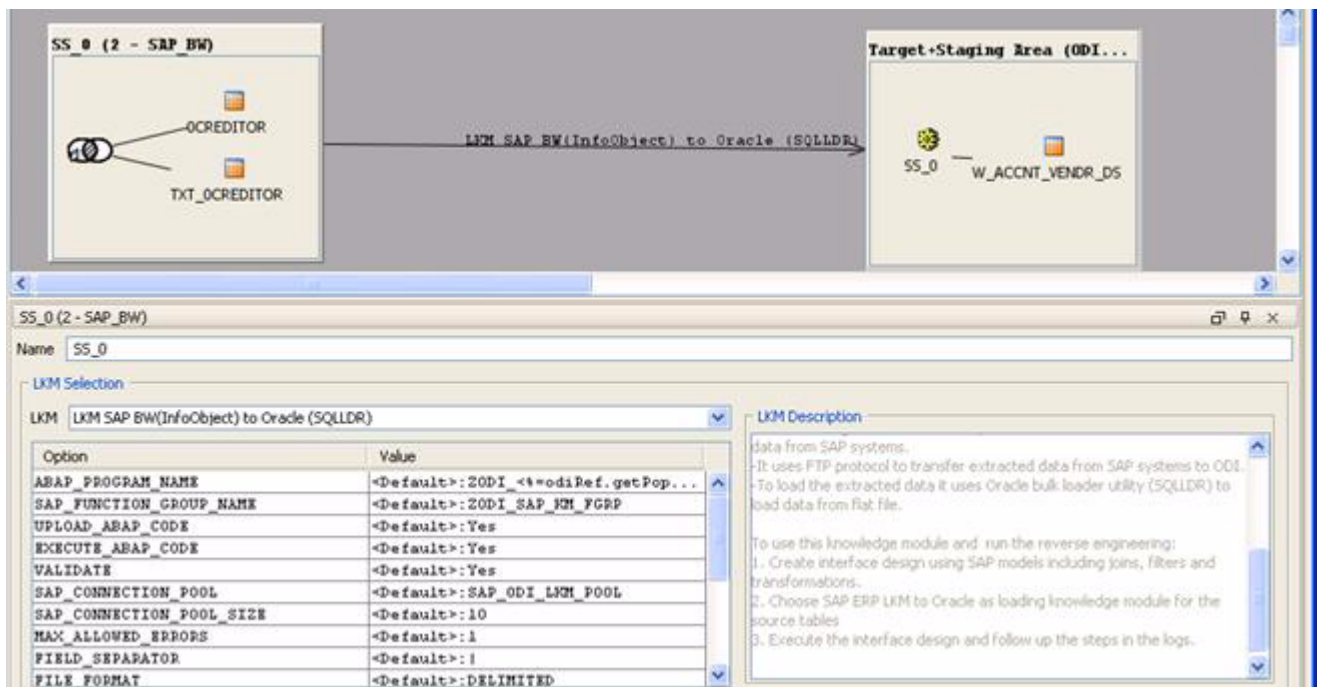 SS_0 (2 - SAP_BW)
Target+Staging Area (ODI...
0CREDITOR
LKM SAP BW(InfoObject) to Oracle (SQLLDR)
TXT_0CREDITOR
SS_0
W_ACCNT_VENDR_DS
SS_0 (2 - SAP_BW)
Name SS_0
LKM Selection
LKM LKM SAP BW(InfoObject) to Oracle (SQLLDR)
Option Value
ABAP_PROGRAM_NAME <Default>:ZODI_<%=odiRef.getPop...
SAP_FUNCTION_GROUP_NAME <Default>:ZODI_SAP_KM_FGRP
UPLOAD_ABAP_CODE <Default>:Yes
EXECUTE_ABAP_CODE <Default>:Yes
VALIDATE <Default>:Yes
SAP_CONNECTION_POOL <Default>:SAP_ODI_LKM_POOL
SAP_CONNECTION_POOL_SIZE <Default>:10
MAX_ALLOWED_ERRORS <Default>:1
FIELD_SEPARATOR <Default>:|
FILE_FORMAT <Default>:DELIMITED
LKM Description
data from SAP systems.
-It uses FTP protocol to transfer extracted data from SAP systems to ODI.
-To load the extracted data it uses Oracle bulk loader utility (SQLLDR) to
load data from flat file.
To use this knowledge module and run the reverse engineering:
1. Create interface design using SAP models including joins, filters and
transformations.
2. Choose SAP ERP LKM to Oracle as loading knowledge module for the
source tables
3. Execute the interface design and follow up the steps in the logs.